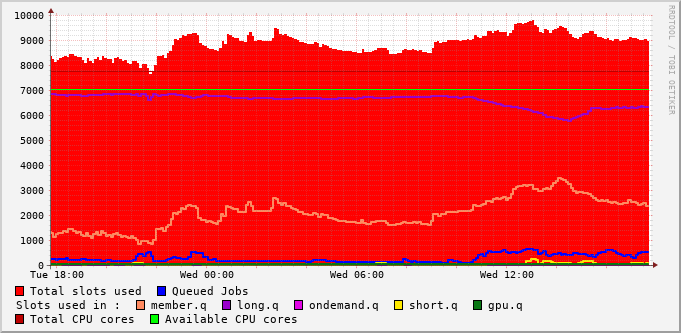 10000
9000
8000
7000
6000
5000
4000
3000
2000
1000
0
Tue 18:00 Wed 00:00 Wed 06:00 Wed 12:00
Total slots used Queued Jobs
Slots used in : member.q long.q ondemand.q short.q gpu.q
Total CPU cores Available CPU cores
RRDTOOL / TOBI OETIKER